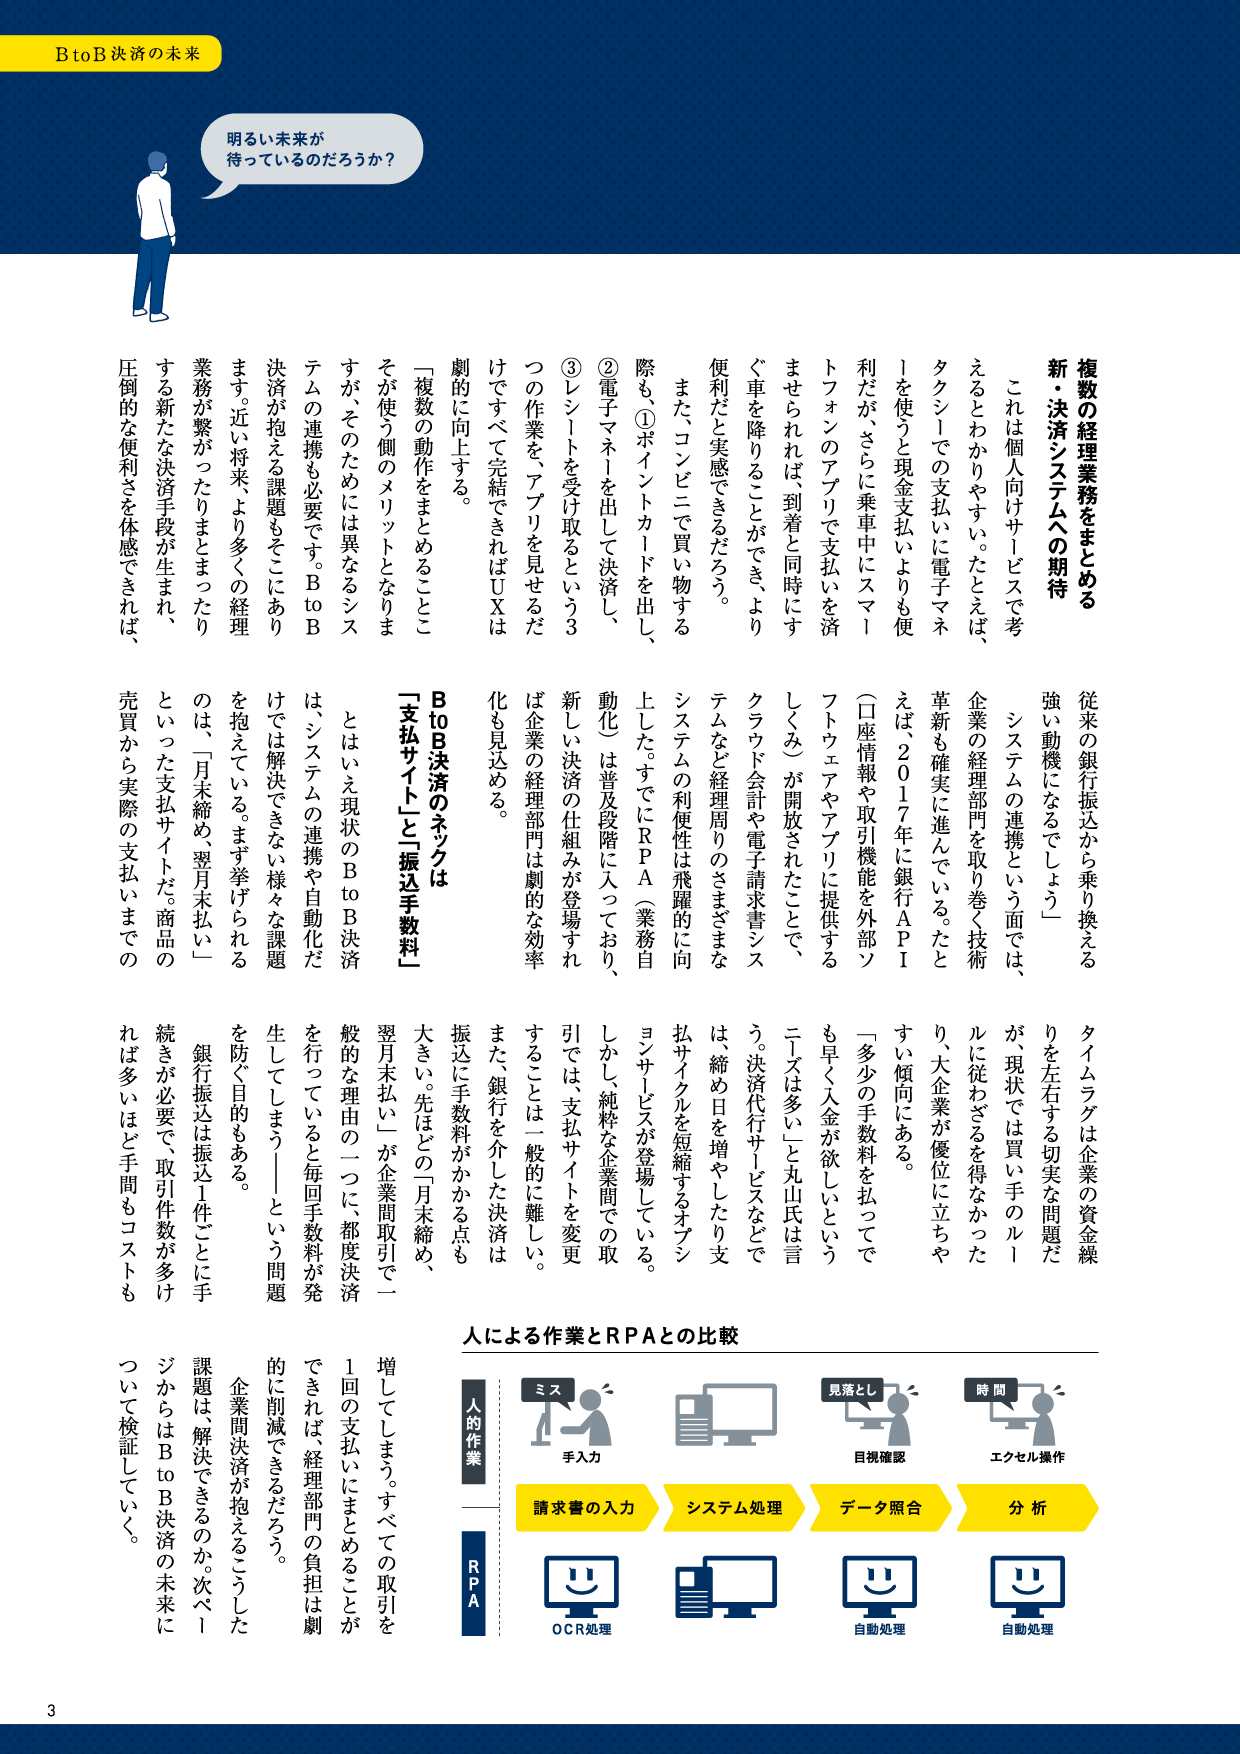 BtoB決済の未来
明るい未来が
待っているのだろうか？
複数の経理業務をまとめる
新・決済システムへの期待
これは個人向けサービスで考
えるとわかりやすい。たとえば、
タクシーでの支払いに電子マネ
ーを使うと現金支払いよりも便
利だが、さらに乗車中にスマー
トフォンのアプリで支払いを済
ませられれば、到着と同時にす
ぐ車を降りることができ、より
便利だと実感できるだろう。
また、コンビニで買い物する
際も、①ポイントカードを出し、
②電子マネーを出して決済し、
③レシートを受け取るという3
つの作業を、アプリを見せるだ
けですべて完結できればUXは
劇的に向上する。
「複数の動作をまとめることこ
そが使う側のメリットとなりま
すが、そのためには異なるシス
テムの連携も必要です。BtoB
決済が抱える課題もそこにあり
ます。近い将来、より多くの経理
業務が繋がったりまとまったり
する新たな決済手段が生まれ、
圧倒的な便利さを体感できれば、
従来の銀行振込から乗り換える
強い動機になるでしょう」
システムの連携という面では、
企業の経理部門を取り巻く技術
革新も確実に進んでいる。たと
えば、2017年に銀行API
（口座情報や取引機能を外部ソ
フトウェアやアプリに提供する
しくみ）が開放されたことで、
クラウド会計や電子請求書シス
テムなど経理周りのさまざまな
システムの利便性は飛躍的に向
上した。すでにRPA（業務自
動化）は普及段階に入っており、
新しい決済の仕組みが登場すれ
ば企業の経理部門は劇的な効率
化も見込める。
BtoB決済のネックは
「支払サイト」と「振込手数料」
とはいえ現状のBtoB決済
は、システムの連携や自動化だ
けでは解決できない様々な課題
を抱えている。まず挙げられる
のは、「月末締め、翌月末払い」
といった支払サイトだ。商品の
売買から実際の支払いまでの
タイムラグは企業の資金繰
りを左右する切実な問題だ
が、現状では買い手のルー
ルに従わざるを得なかった
り、大企業が優位に立ちや
すい傾向にある。
「多少の手数料を払ってで
も早く入金が欲しいという
ニーズは多い」と丸山氏は言
う。決済代行サービスなどで
は、締め日を増やしたり支
払サイクルを短縮するオプシ
ョンサービスが登場している。
しかし、純粋な企業間での取
引では、支払サイトを変更
することは一般的に難しい。
また、銀行を介した決済は
振込に手数料がかかる点も
大きい。先ほどの「月末締め、
翌月末払い」が企業間取引で一
般的な理由の一つに、都度決済
を行っていると毎回手数料が発
生してしまう――という問題
を防ぐ目的もある。
銀行振込は振込1件ごとに手
続きが必要で、取引件数が多け
れば多いほど手間もコストも
増してしまう。すべての取引を
1回の支払いにまとめることが
できれば、経理部門の負担は劇
的に削減できるだろう。
企業間決済が抱えるこうした
課題は、解決できるのか。次ペー
ジからはBtoB決済の未来に
ついて検証していく。
人による作業とRPAとの比較
人的作業
ミス
手入力
見落とし
目視確認
時間
エクセル操作
請求書の入力
システム処理
データ照合
分析
RPA
OCR処理
自動処理
自動処理
3